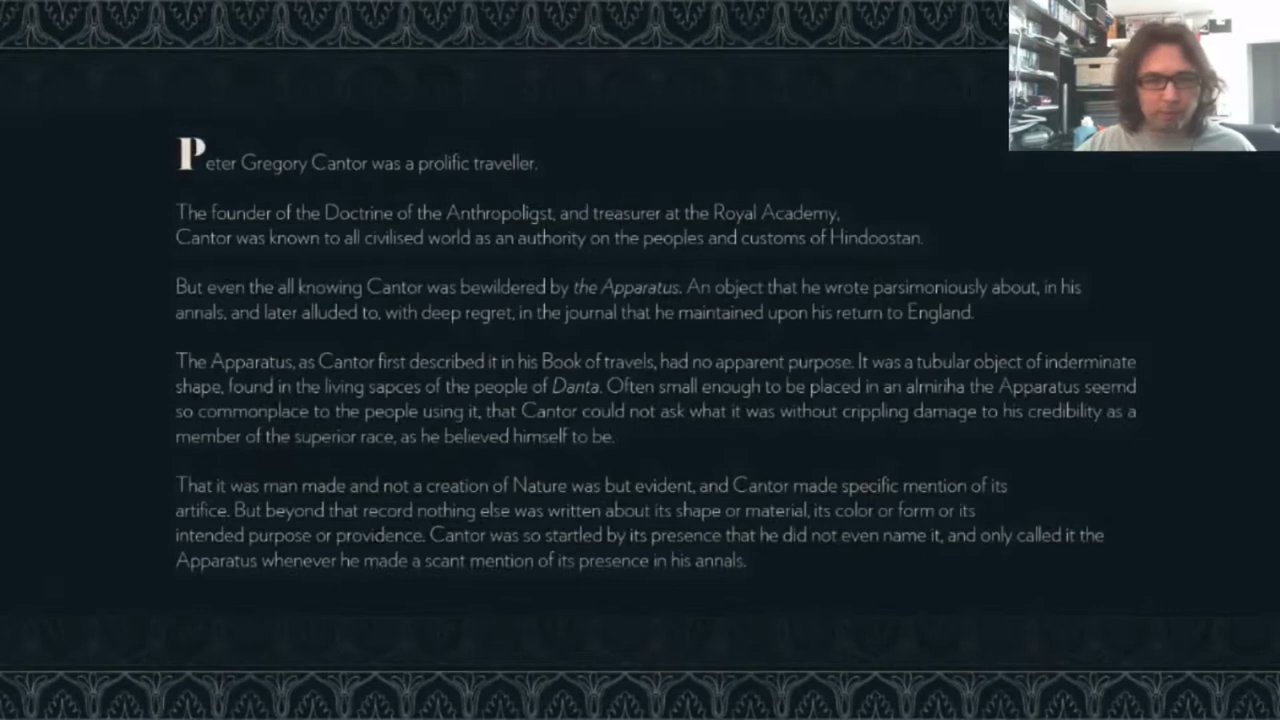 Peter Gregory Cantor was a prolific traveller.
The founder of the Doctrine of the Anthropoligst, and treasurer at the Royal Academy,
Cantor was known to all civilised world as an authority on the peoples and customs of Hindoostan.
But even the all knowing Cantor was bewildered by the Apparatus. An object that he wrote parsimoniously about, in his
annals, and later alluded to, with deep regret, in the journal that he maintained upon his return to England.
The Apparatus, as Cantor first described it in his Book of travels, had no apparent purpose. It was a tubular object of inderminate
shape, found in the living sapces of the people of Danta. Often small enough to be placed in an almiriha the Apparatus seemd
so commonplace to the people using it, that Cantor could not ask what it was without crippling damage to his credibility as a
member of the superior race, as he believed himself to be.
That it was man made and not a creation of Nature was but evident, and Cantor made specific mention of its
artifice. But beyond that record nothing else was written about its shape or material, its color or form or its
intended purpose or providence. Cantor was so startled by its presence that he did not even name it, and only called it the
Apparatus whenever he made a scant mention of its presence in his annals.